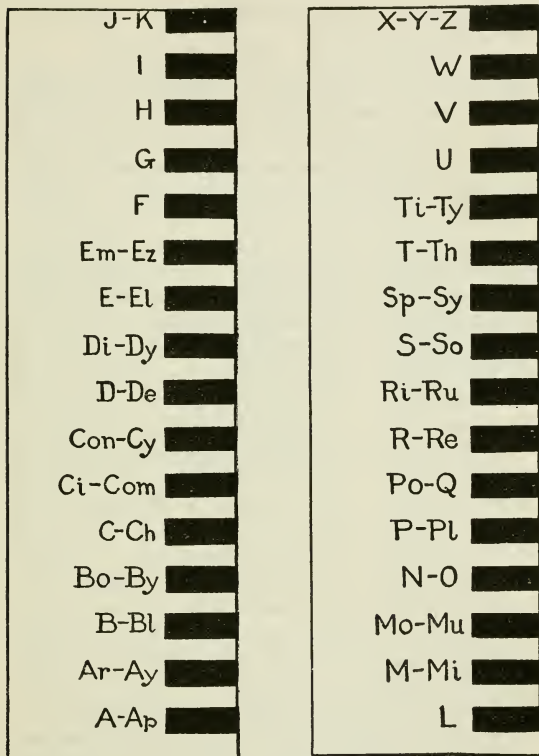 J-K
I
H
G
F
Em-Ez
E-El
Di-Dy
D-De
Con-Cy
Ci-Com
C-Ch
Bo-By
B-Bl
Ar-Ay
A-Ap
X-Y-Z
W
V
U
Ti-Ty
T-Th
Sp-Sy
S-So
Ri-Ru
R-Re
Po-Q
P-Pl
N-O
Mo-Mu
M-Mi
L